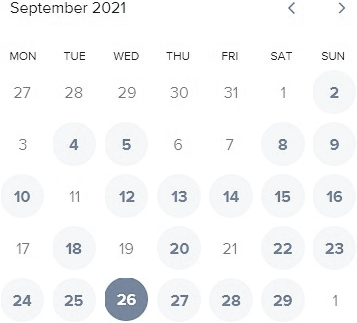 September 2021
MON TUE WED THU FRI SAT SUN
27 28 29 30 31 1 2
3 4 5 6 7 8 9
10 11 12 13 14 15 16
17 18 19 20 21 22 23
24 25 26 27 28 29 1